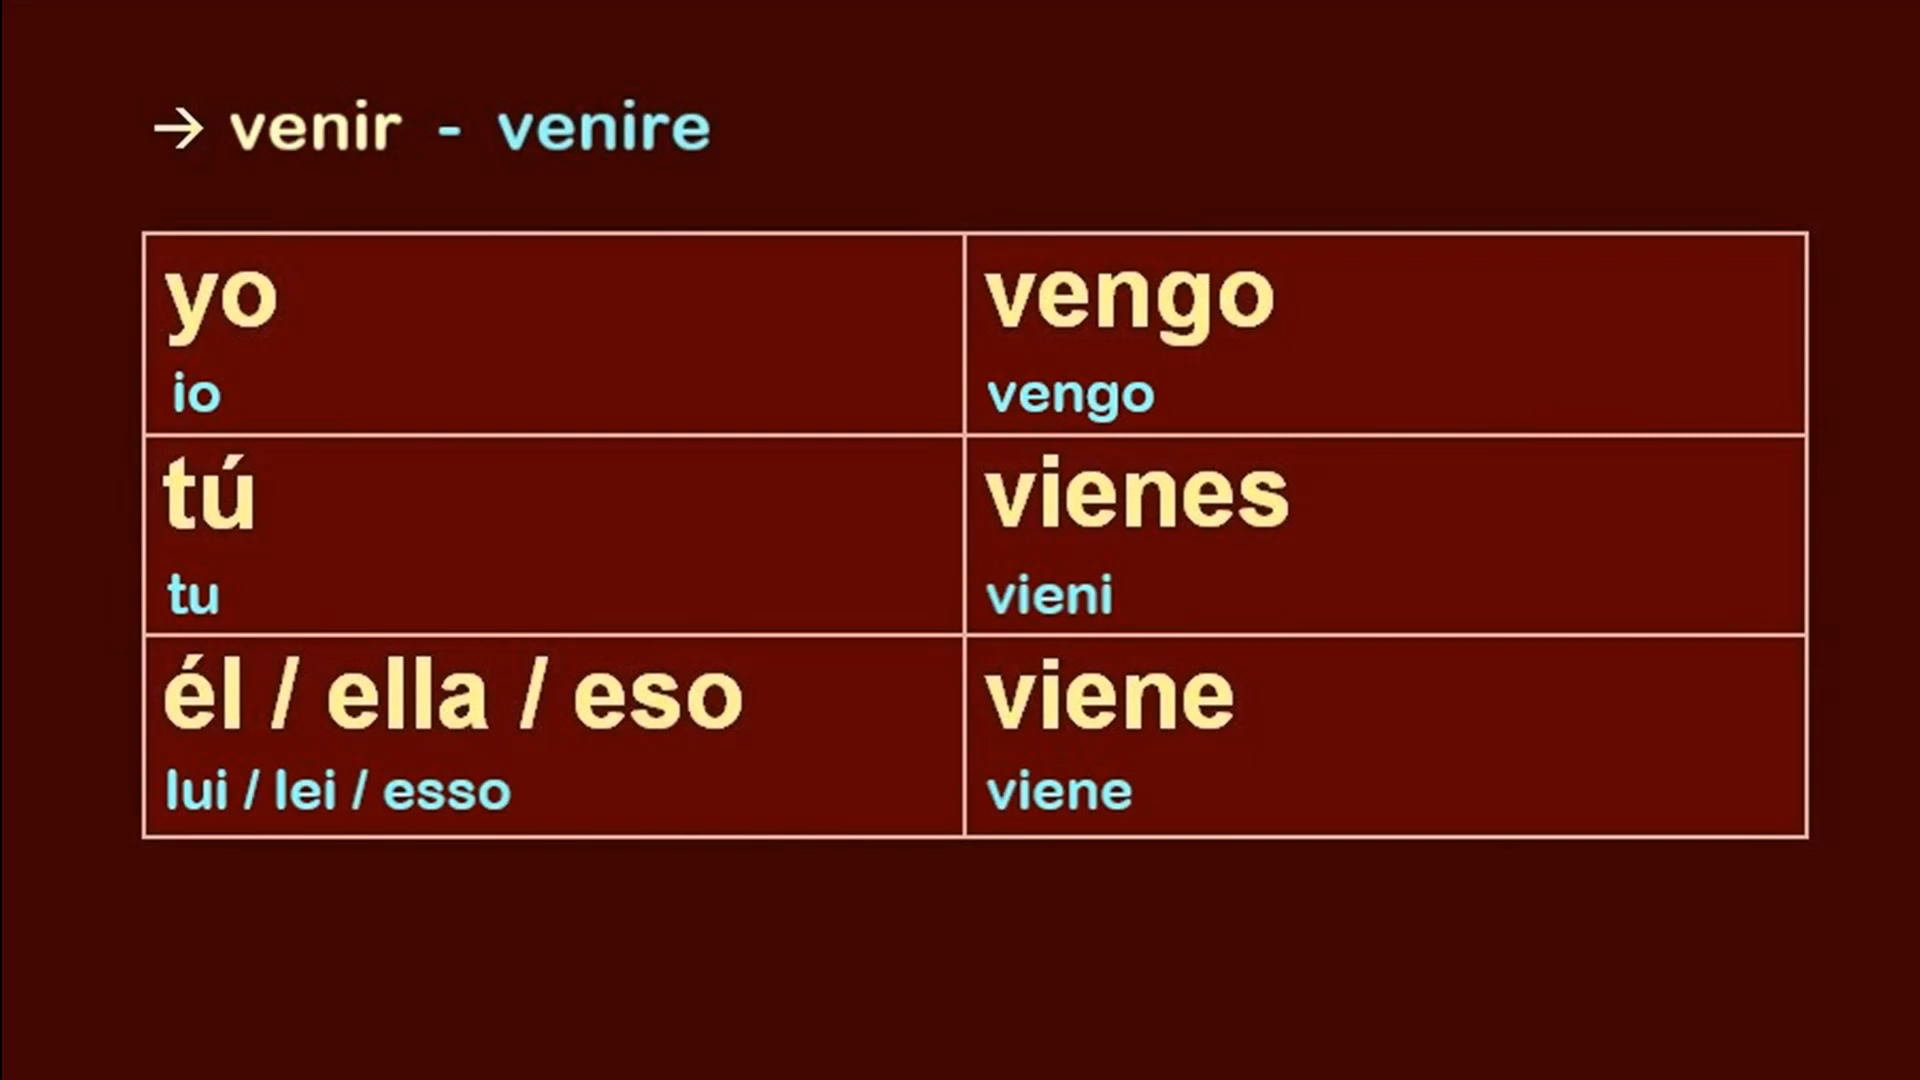 → venir - venire
yo vengo
io vengo
tú vienes
tu vieni
él / ella / eso viene
lui / lei / esso viene